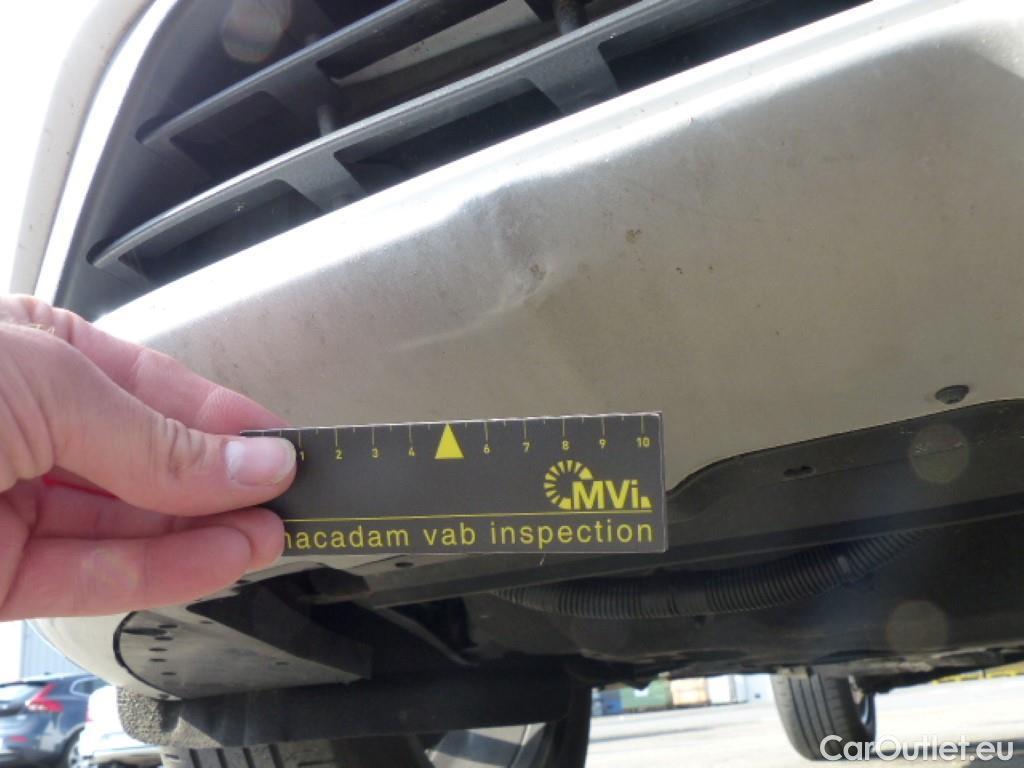 1 2 3 4 6 7 8 9 10
MVi.
macadam vab inspection
CarOutlet.eu